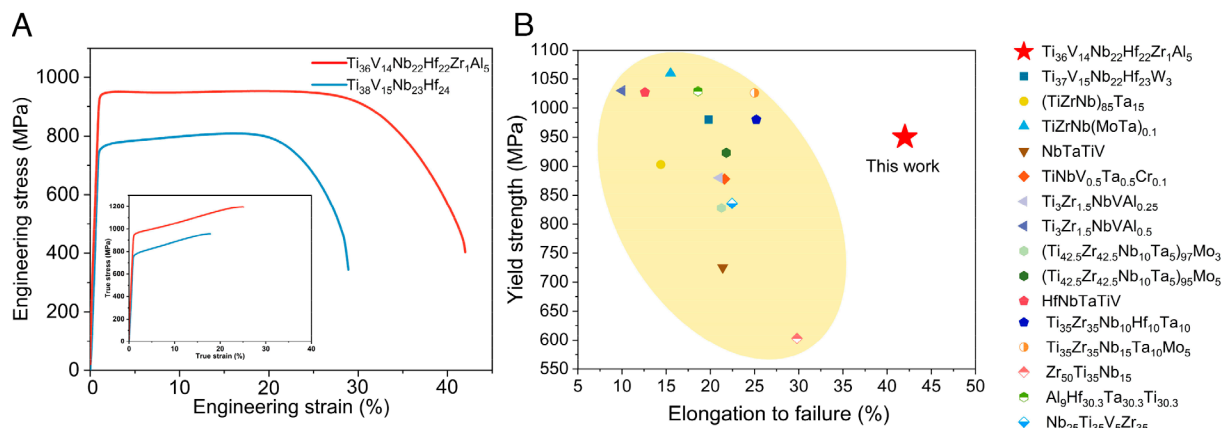 A
Engineering stress (MPa)
1000
800
600
400
200
0
Ti36V14Nb22Hf22Zr1Al5
Ti38V15Nb23Hf24
True stress (MPa)
1200
1000
800
600
400
200
0
0 10 20 30 40
True strain (%)
0 10 20 30 40
Engineering strain (%)
B
Yield strength (MPa)
1100
1050
1000
950
900
850
800
750
700
650
600
550
This work
5 10 15 20 25 30 35 40 45 50
Elongation to failure (%)
Ti36V14Nb22Hf22Zr1Al5
Ti37V15Nb22Hf23W3
(TiZrNb)85Ta15
TiZrNb(MoTa)0.1
NbTaTiV
TiNbV0.5Ta0.5Cr0.1
Ti3Zr1.5NbVAl0.25
Ti3Zr1.5NbVAl0.5
(Ti42.5Zr42.5Nb10Ta5)97Mo3
(Ti42.5Zr42.5Nb10Ta5)95Mo5
HfNbTaTiV
Ti35Zr35Nb10Hf10Ta10
Ti35Zr35Nb15Ta10Mo5
Zr50Ti35Nb15
Al9Hf30.3Ta30.3Ti30.3
Nb25Ti35V5Zr35